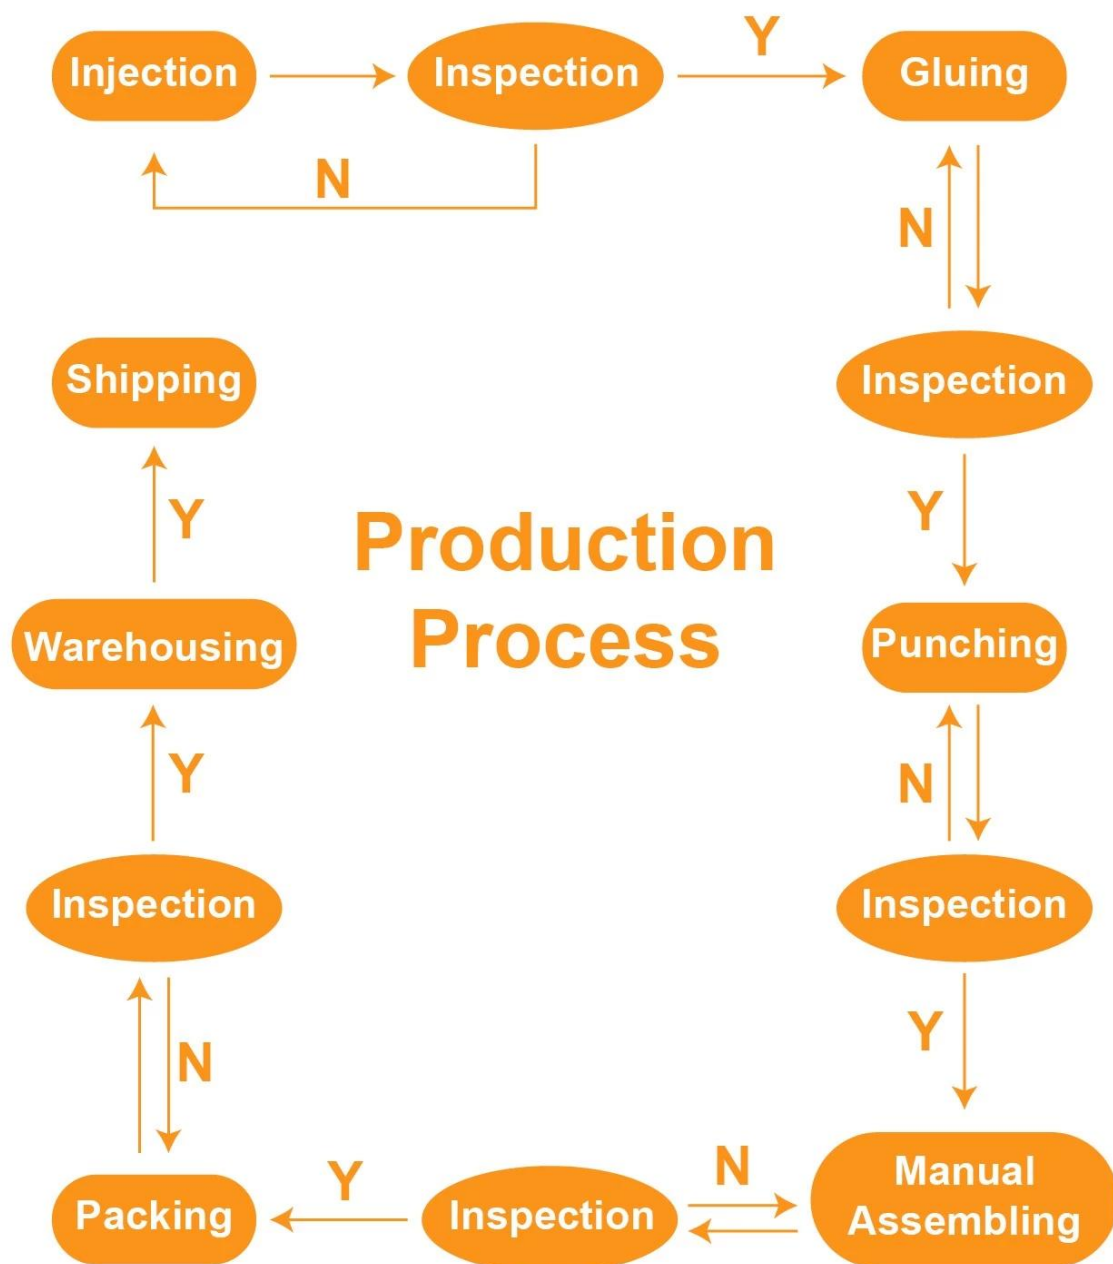 Injection
Inspection
Y
Gluing
N
N
Inspection
Shipping
Y
Y
Production
Process
Warehousing
Punching
Y
N
Inspection
Inspection
Y
N
Manual
Assembling
N
Y
Inspection
Packing